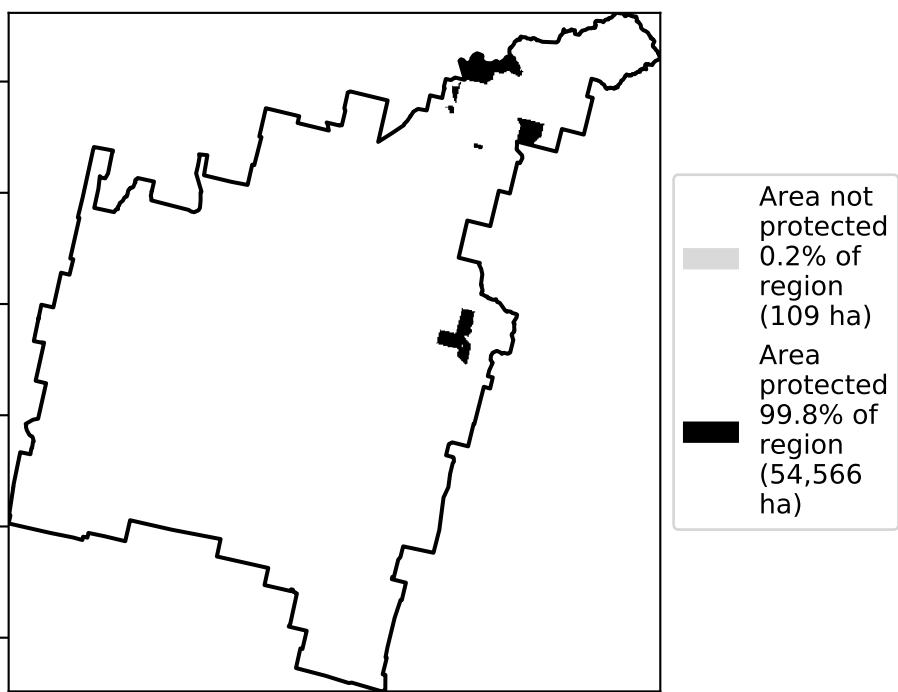 Area not
protected
0.2% of
region
(109 ha)
Area
protected
99.8% of
region
(54,566
ha)